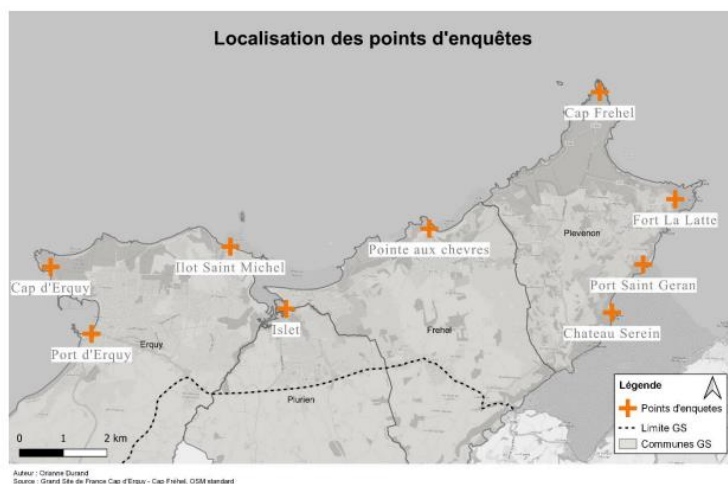 Localisation des points d'enquêtes
Cap Frehel
Fort La Latte
Plevenon
Pointe aux chevres
Ilot Saint Michel
Port Saint Geran
Cap d'Erquy
Islet
Chateau Serein
Frehel
Erquy
Port d'Erquy
Plurien
Légende
Points d'enquetes
Limite GS
Communes GS
0 1 2 km
Auteur : Orianne Durand
Source : Grand Site de France Cap d'Erquy - Cap Fréhel, OSM standard